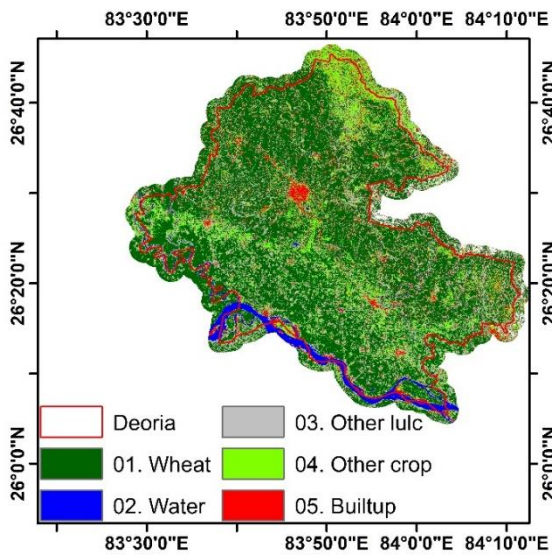 83°30'0"E 83°50'0"E 84°0'0"E 84°10'0"E
26°40'0"N 26°40'0"N
26°20'0"N 26°20'0"N
26°0'0"N 26°0'0"N
Deoria 03. Other lulc
01. Wheat 04. Other crop
02. Water 05. Builtup
83°30'0"E 83°50'0"E 84°0'0"E 84°10'0"E